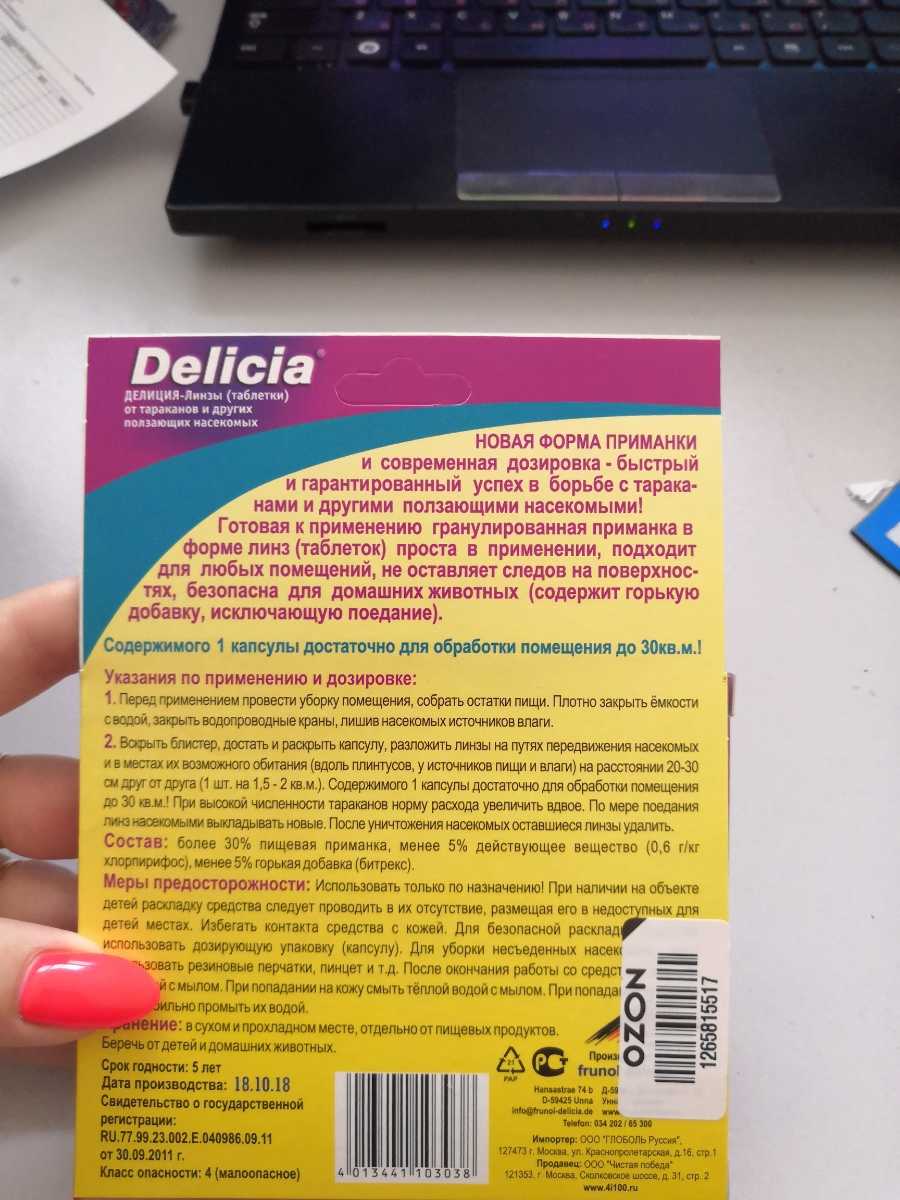 Delicia®
ДЕЛИЦИЯ-Линзы (таблетки)
от тараканов и других
ползающих насекомых
НОВАЯ ФОРМА ПРИМАНКИ
и современная дозировка - быстрый
и гарантированный успех в борьбе с тарака-
нами и другими ползающими насекомыми!
Готовая к применению гранулированная приманка в
форме линз (таблеток) проста в применении, подходит
для любых помещений, не оставляет следов на поверхнос-
тях, безопасна для домашних животных (содержит горькую
добавку, исключающую поедание).
Содержимого 1 капсулы достаточно для обработки помещения до 30кв.м.!
Указания по применению и дозировке:
1. Перед применением провести уборку помещения, собрать остатки пищи. Плотно закрыть ёмкости
с водой, закрыть водопроводные краны, лишив насекомых источников влаги.
2. Вскрыть блистер, достать и раскрыть капсулу, разложить линзы на путях передвижения насекомых
и в местах их возможного обитания (вдоль плинтусов, у источников пищи и влаги) на расстоянии 20-30
см друг от друга (1 шт. на 1,5 - 2 кв.м.). Содержимого 1 капсулы достаточно для обработки помещения
до 30 кв.м.! При высокой численности тараканов норму расхода увеличить вдвое. По мере поедания
линз насекомыми выкладывать новые. После уничтожения насекомых оставшиеся линзы удалить.
Состав: более 30% пищевая приманка, менее 5% действующее вещество (0,6 г/кг
хлорпирифос), менее 5% горькая добавка (битрекс).
Меры предосторожности: Использовать только по назначению! При наличии на объекте
детей раскладку средства следует проводить в их отсутствие, размещая его в недоступных для
детей местах. Избегать контакта средства с кожей. Для безопасной расклад
использовать дозирующую упаковку (капсулу). Для уборки несъеденных насек
ьзовать резиновые перчатки, пинцет и т.д. После окончания работы со средст
й с мылом. При попадании на кожу смыть тёплой водой с мылом. При попада
ильно промыть их водой.
ранение: в сухом и прохладном месте, отдельно от пищевых продуктов.
Беречь от детей и домашних животных.
Срок годности: 5 лет
Дата производства: 18.10.18
Свидетельство о государственной
регистрации:
RU.77.99.23.002.Е.040986.09.11
от 30.09.2011 г.
Класс опасности: 4 (малоопасное)
4 013441 103038
21
PAP
РСТ
Произ
frunol
Hansastrae 74 b
D-59425 Unna
info@frunol-delicia.de
Д-59
Унна
www.
Telefon: 034 202 / 65 300
Импортер: ООО "ГЛОБОЛЬ Руссия",
127473 г. Москва, ул. Краснопролетарская, д.16, стр.1
Продавец: ООО "Чистая победа"
121353, г. Москва, Сколковское шоссе, д. 31, стр. 2
www.4i100.ru
OZON
1265815517